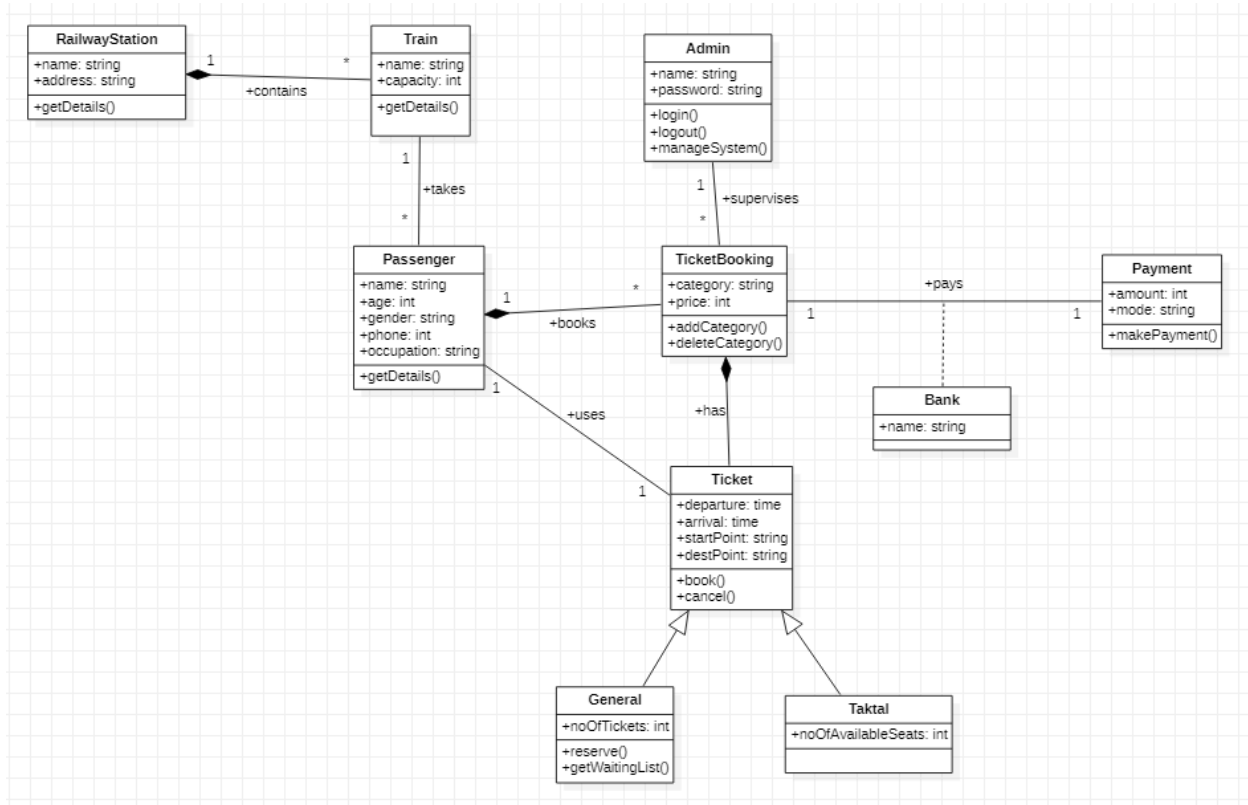 RailwayStation
+name: string
+address: string
+getDetails()
1
*
+contains
Train
+name: string
+capacity: int
+getDetails()
1
+takes
*
Admin
+name: string
+password: string
+login()
+logout()
+manageSystem()
1
+supervises
*
Passenger
+name: string
+age: int
+gender: string
+phone: int
+occupation: string
+getDetails()
1
*
+books
TicketBooking
+category: string
+price: int
+addCategory()
+deleteCategory()
+pays
1
1
Payment
+amount: int
+mode: string
+makePayment()
Bank
+name: string
1
+uses
1
+has
Ticket
+departure: time
+arrival: time
+startPoint: string
+destPoint: string
+book()
+cancel()
General
+noOfTickets: int
+reserve()
+getWaitingList()
Taktal
+noOfAvailableSeats: int